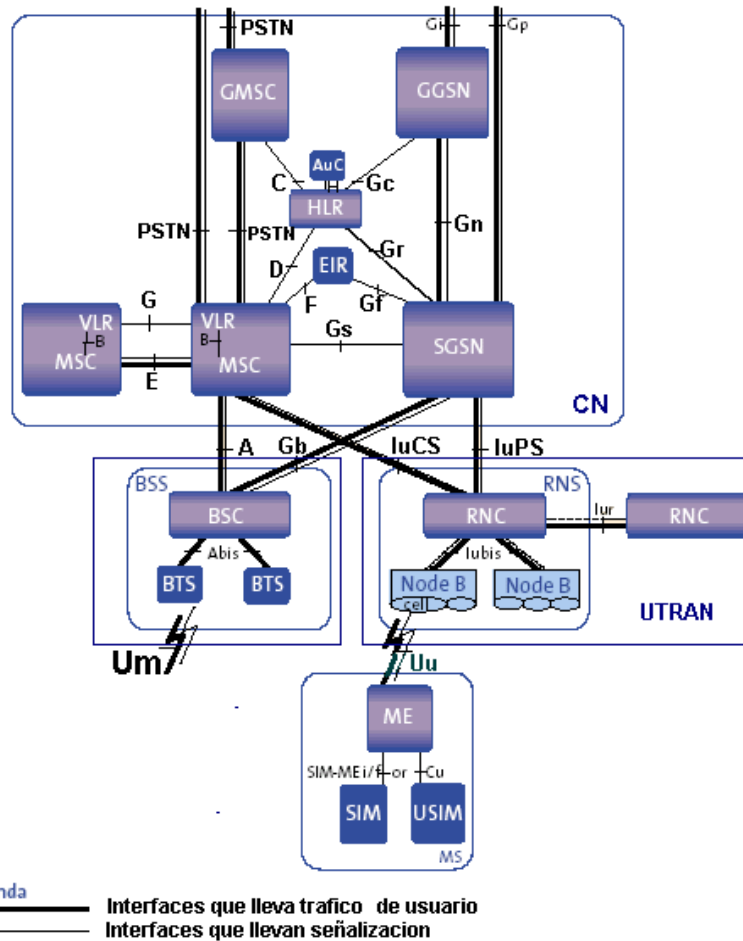 PSTN
Gi
Gp
GMSC
GGSN
AuC
C
H
Gc
HLR
PSTN
PSTN
Gn
Gr
D
EIR
F
Gf
G
VLR
B
MSC
E
VLR
B
MSC
Gs
SGSN
CN
A
Gb
IuCS
IuPS
BSS
RNS
BSC
RNC
Iur
RNC
Abis
Iubis
BTS
BTS
Node B
cell
Node B
UTRAN
Um
Uu
ME
SIM-ME i/f or Cu
SIM
USIM
MS
nda
Interfaces que lleva trafico de usuario
Interfaces que llevan señalizacion